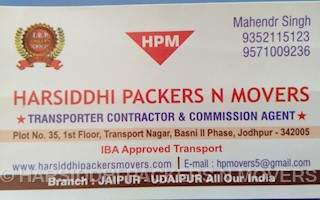 HPM
Mahendr Singh
9352115123
9571009236
HARSIDDHI PACKERS N MOVERS
★ TRANSPORTER CONTRACTOR & COMMISSION AGENT ★
Plot No. 35, 1st Floor, Transport Nagar, Basni II Phase, Jodhpur - 342005
IBA Approved Transport
www.harsiddhipackersmovers.com | E-mail : hpmovers5@gmail.com
Branch : JAIPUR - UDAIPUR All Our India